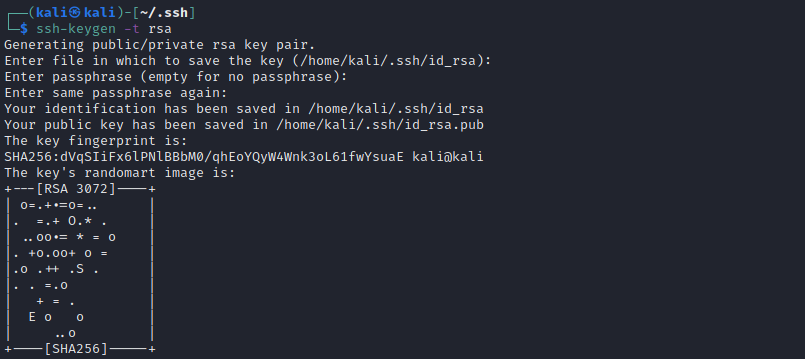 ┌──(kali㉿kali)-[~/.ssh]
└─$ ssh-keygen -t rsa
Generating public/private rsa key pair.
Enter file in which to save the key (/home/kali/.ssh/id_rsa):
Enter passphrase (empty for no passphrase):
Enter same passphrase again:
Your identification has been saved in /home/kali/.ssh/id_rsa
Your public key has been saved in /home/kali/.ssh/id_rsa.pub
The key fingerprint is:
SHA256:dVqSIiFx6lPNlBBbM0/qhEoYQyW4Wnk3oL61fwYsuaE kali@kali
The key's randomart image is:
+---[RSA 3072]----+
| o=.+*=o=..      |
|.  =.+ O.* .     |
| ..oo*= * = o    |
|. +o.oo+ o =     |
|.o .++ .S .      |
|. . =.o          |
|   + = .         |
|  E o   o        |
|     ..o         |
+----[SHA256]-----+